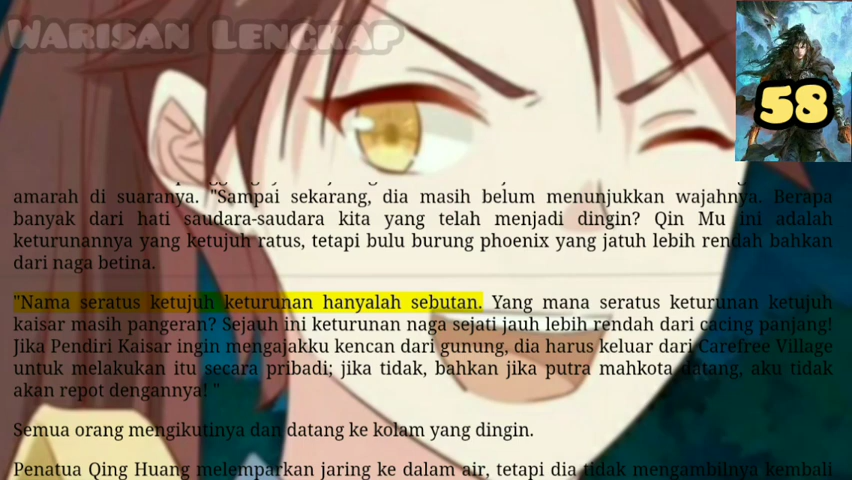 Warisan Lengkap
58
amarah di suaranya. "Sampai sekarang, dia masih belum menunjukkan wajahnya. Berapa
banyak dari hati saudara-saudara kita yang telah menjadi dingin? Qin Mu ini adalah
keturunannya yang ketujuh ratus, tetapi bulu burung phoenix yang jatuh lebih rendah bahkan
dari naga betina.
"Nama seratus ketujuh keturunan hanyalah sebutan. Yang mana seratus keturunan ketujuh
kaisar masih pangeran? Sejauh ini keturunan naga sejati jauh lebih rendah dari cacing panjang!
Jika Pendiri Kaisar ingin mengajakku kencan dari gunung, dia harus keluar dari Carefree Village
untuk melakukan itu secara pribadi; jika tidak, bahkan jika putra mahkota datang, aku tidak
akan repot dengannya! "
Semua orang mengikutinya dan datang ke kolam yang dingin.
Penatua Qing Huang melemparkan jaring ke dalam air, tetapi dia tidak mengambilnya kembali